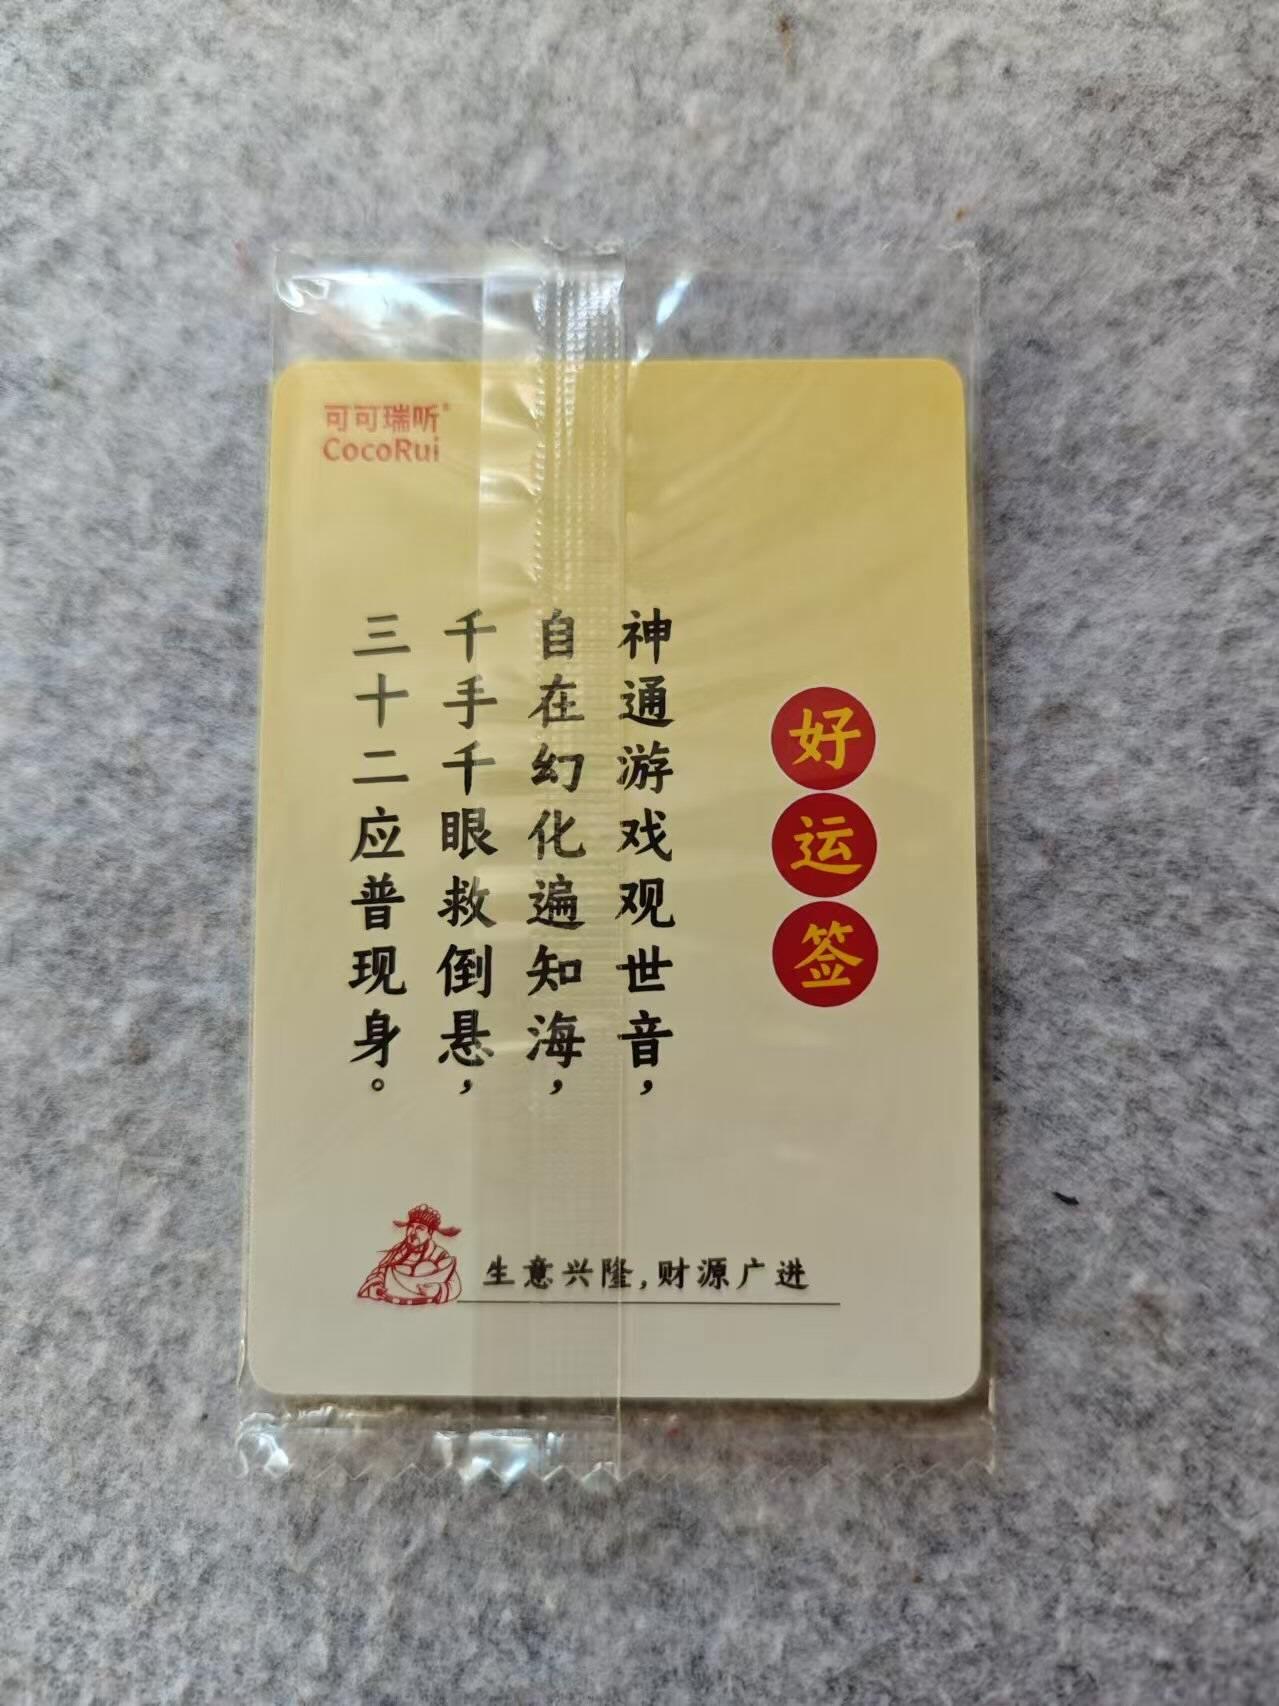 可可瑞听®
CocoRui
好运签
神通游戏观世音，
自在幻化遍知海，
千手千眼救倒悬，
三十二应普现身。
生意兴隆，财源广进